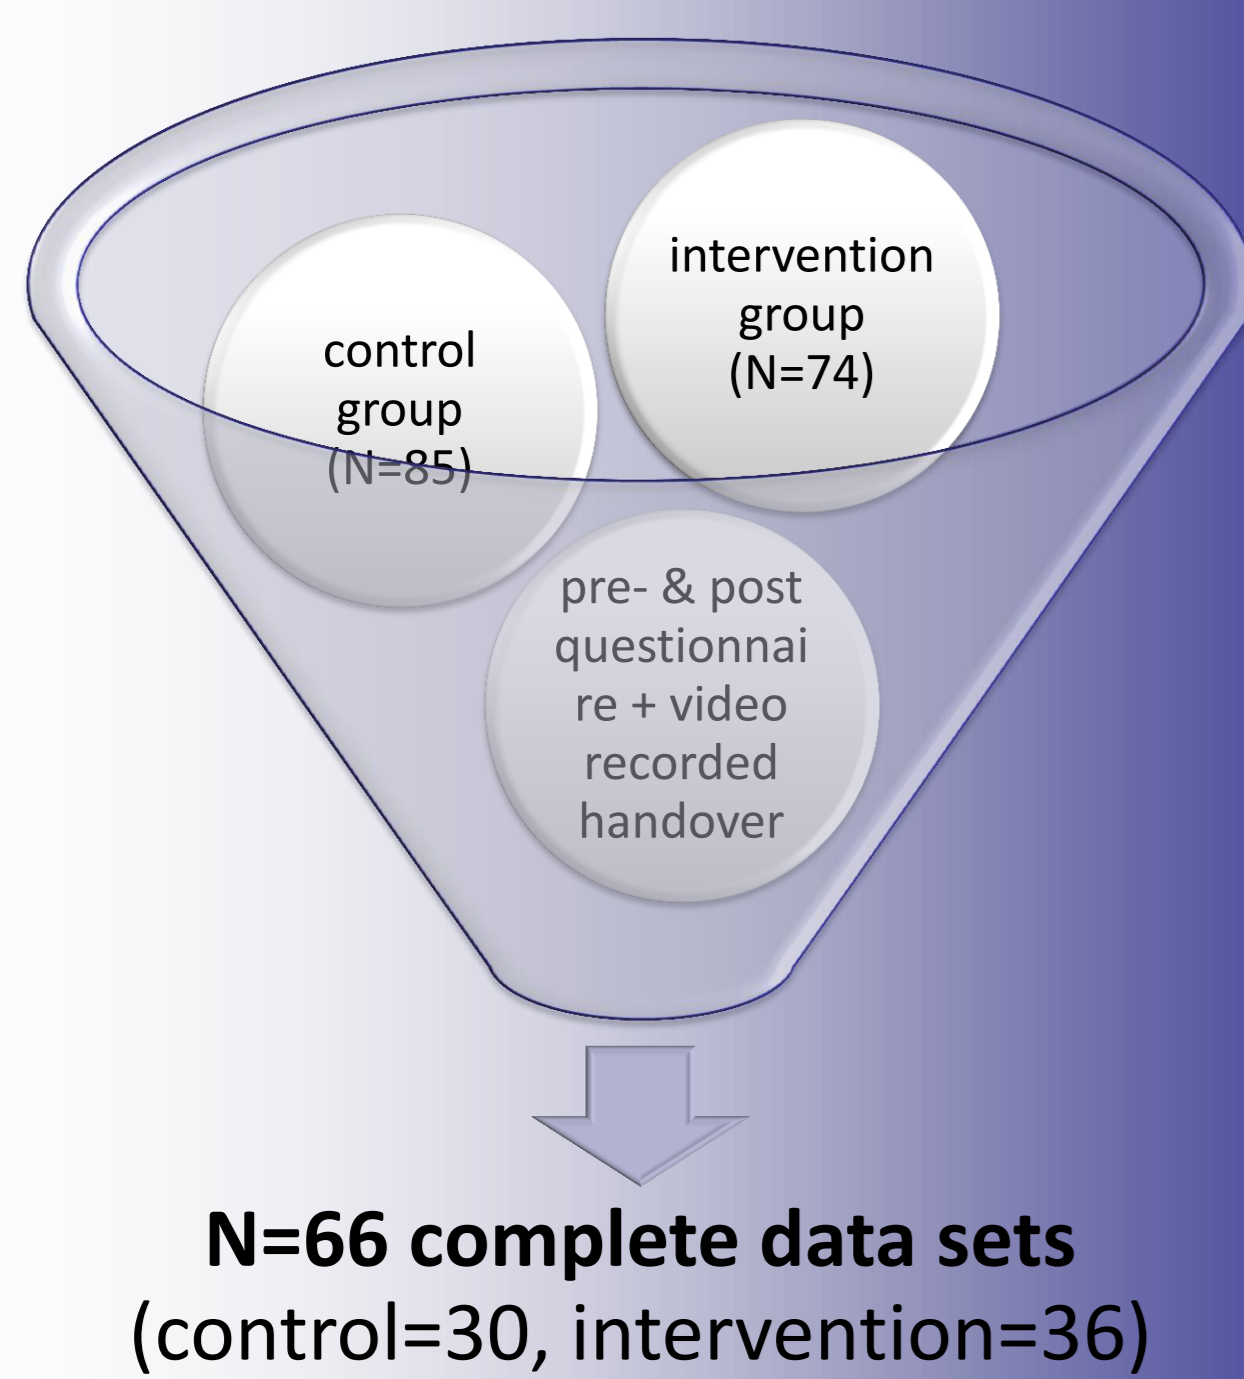 control
group
(N=85)
intervention
group
(N=74)
pre- & post
questionnai
re + video
recorded
handover
N=66 complete data sets
(control=30, intervention=36)